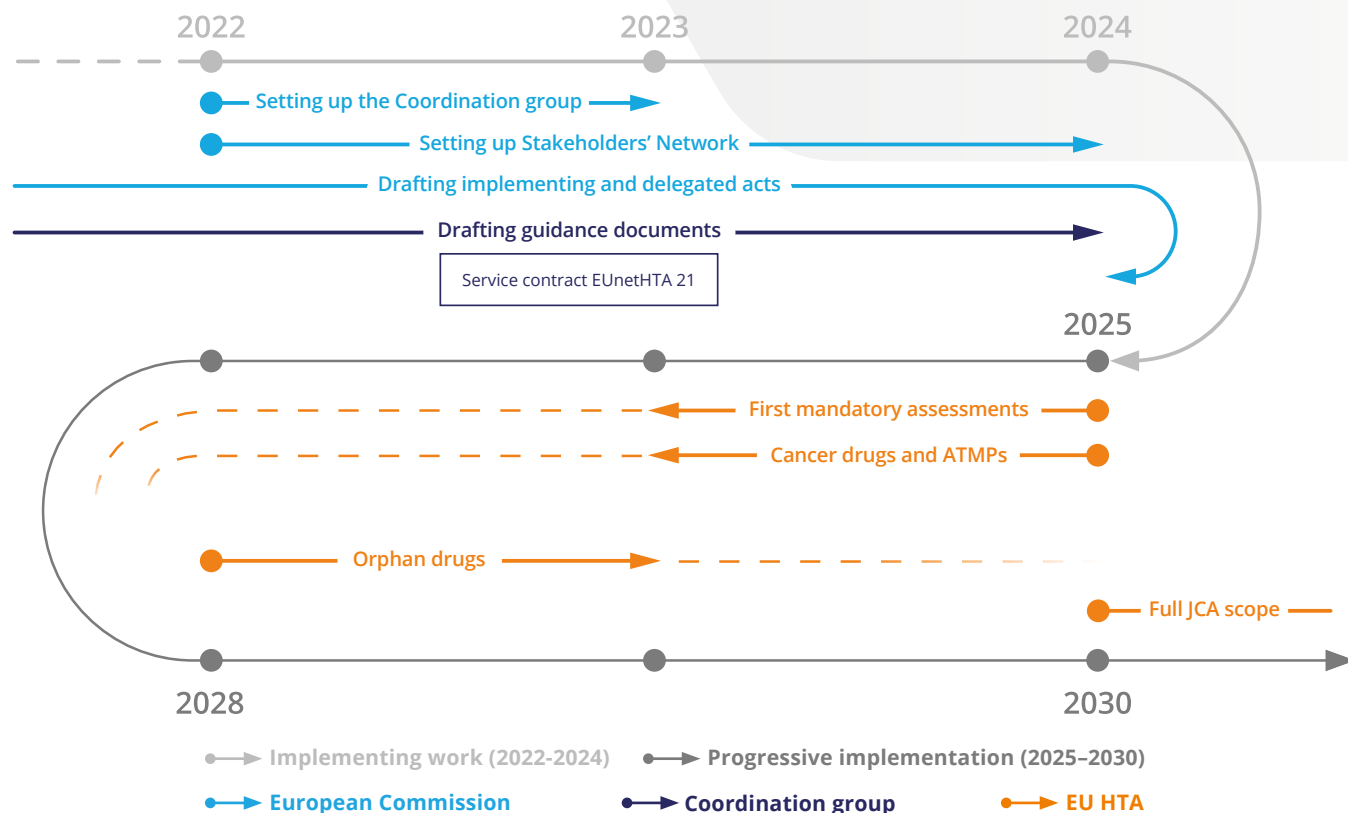 2022 2023 2024
Setting up the Coordination group
Setting up Stakeholders’ Network
Drafting implementing and delegated acts
Drafting guidance documents
Service contract EUnetHTA 21
2025
First mandatory assessments
Cancer drugs and ATMPs
Orphan drugs
Full JCA scope
2028 2030
Implementing work (2022-2024) Progressive implementation (2025–2030)
European Commission Coordination group EU HTA